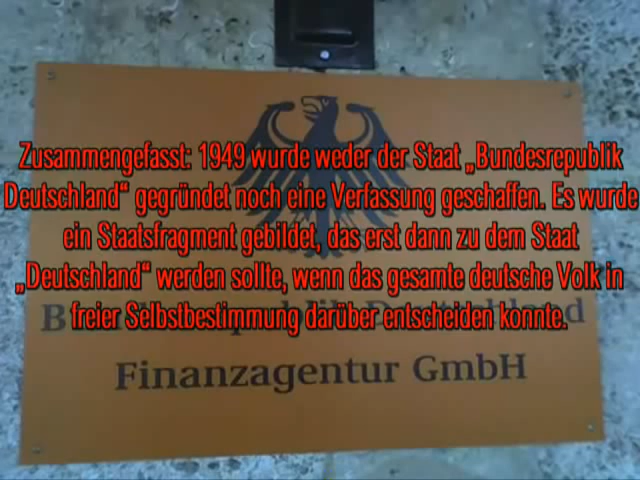 Zusammengefasst: 1949 wurde weder der Staat „Bundesrepublik
Deutschland“ gegründet noch eine Verfassung geschaffen. Es wurde
ein Staatsfragment gebildet, das erst dann zu dem Staat
„Deutschland“ werden sollte, wenn das gesamte deutsche Volk in
freier Selbstbestimmung darüber entscheiden konnte.
Bundesrepublik Deutschland
Finanzagentur GmbH